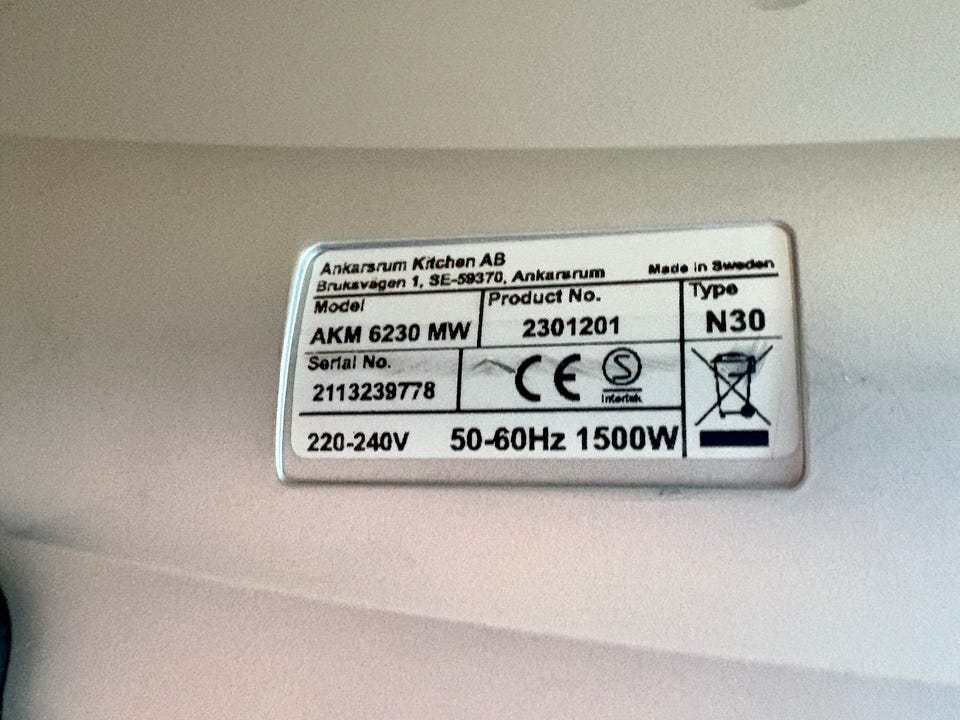 Ankarsrum Kitchen AB
Bruksvägen 1, SE-59370, Ankarsrum Made in Sweden
Model Product No. Type
AKM 6230 MW 2301201 N30
Serial No.
2113239778
CE S
Intertek
220-240V 50-60Hz 1500W